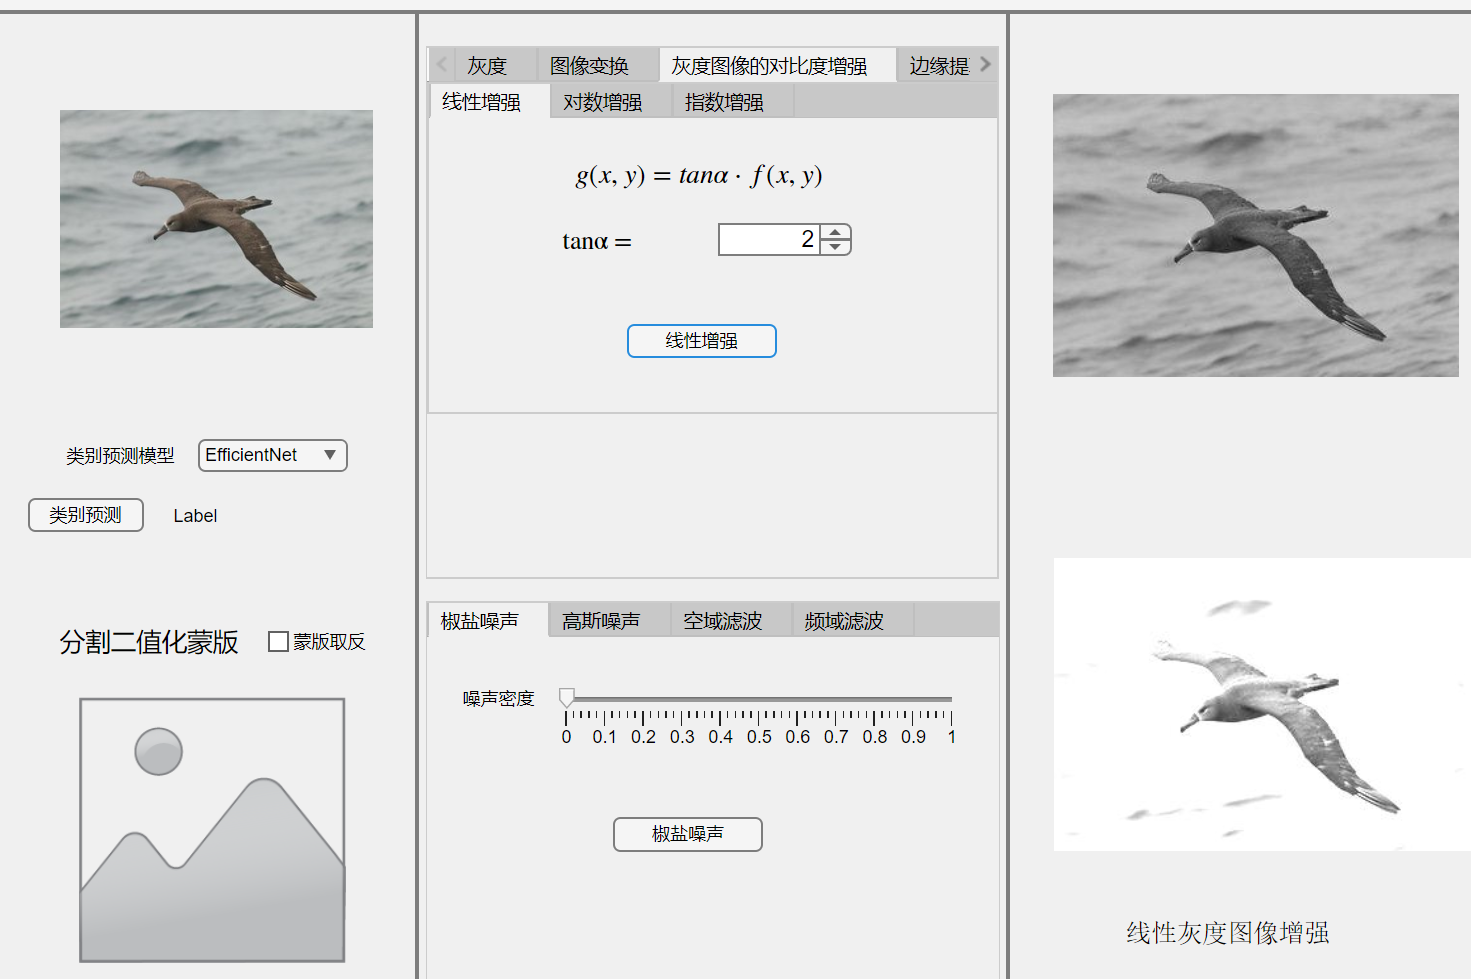 灰度 图像变换 灰度图像的对比度增强 边缘提
线性增强 对数增强 指数增强
g(x, y) = tanα · f(x, y)
tanα = 2
线性增强
类别预测模型 EfficientNet
类别预测 Label
分割二值化蒙版 蒙版取反
椒盐噪声 高斯噪声 空域滤波 频域滤波
噪声密度
0 0.1 0.2 0.3 0.4 0.5 0.6 0.7 0.8 0.9 1
椒盐噪声
线性灰度图像增强